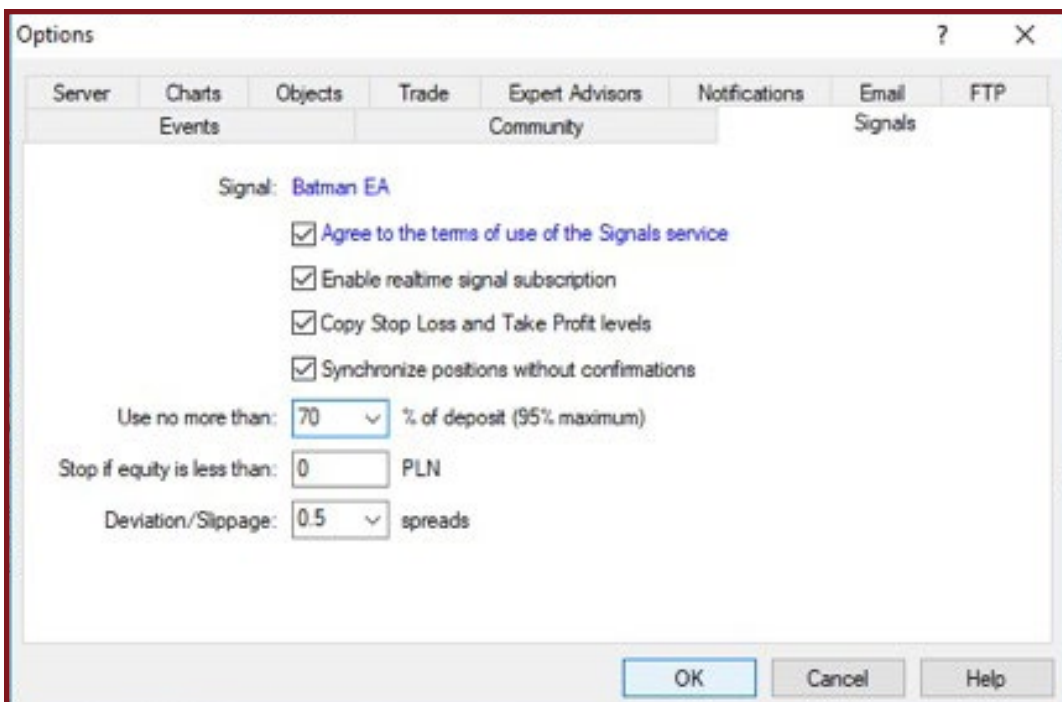 Options
Server Charts Objects Trade Expert Advisors Notifications Email FTP
Events Community Signals
Signal: Batman EA
Agree to the terms of use of the Signals service
Enable realtime signal subscription
Copy Stop Loss and Take Profit levels
Synchronize positions without confirmations
Use no more than: 70 % of deposit (95% maximum)
Stop if equity is less than: 0 PLN
Deviation/Slippage: 0.5 spreads
OK Cancel Help